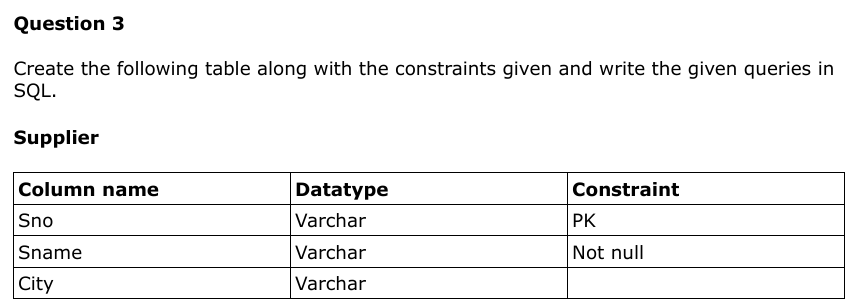 Question 3
Create the following table along with the constraints given and write the given queries in
SQL.
Supplier
Column name Datatype Constraint
Sno Varchar PK
Sname Varchar Not null
City Varchar